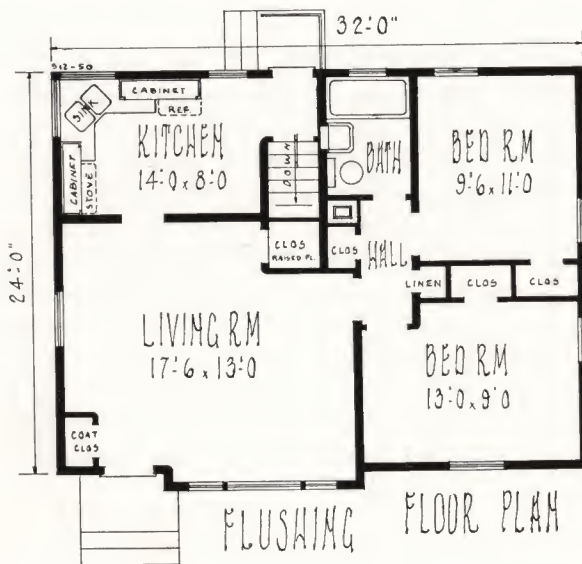 32'-0"
S12-50
24'-0"
CABINET
SINK
REF.
KITCHEN
14'-0 x 8'-0
CABINET
STOVE
DOWN
BATH
BED RM
9'-6 x 11'-0
CLOS
RAISED FL.
CLOS
HALL
LINEN
CLOS
CLOS
LIVING RM
17'-6 x 13'-0
BED RM
13'-0 x 9'-0
COAT
CLOS
FLUSHING
FLOOR PLAN